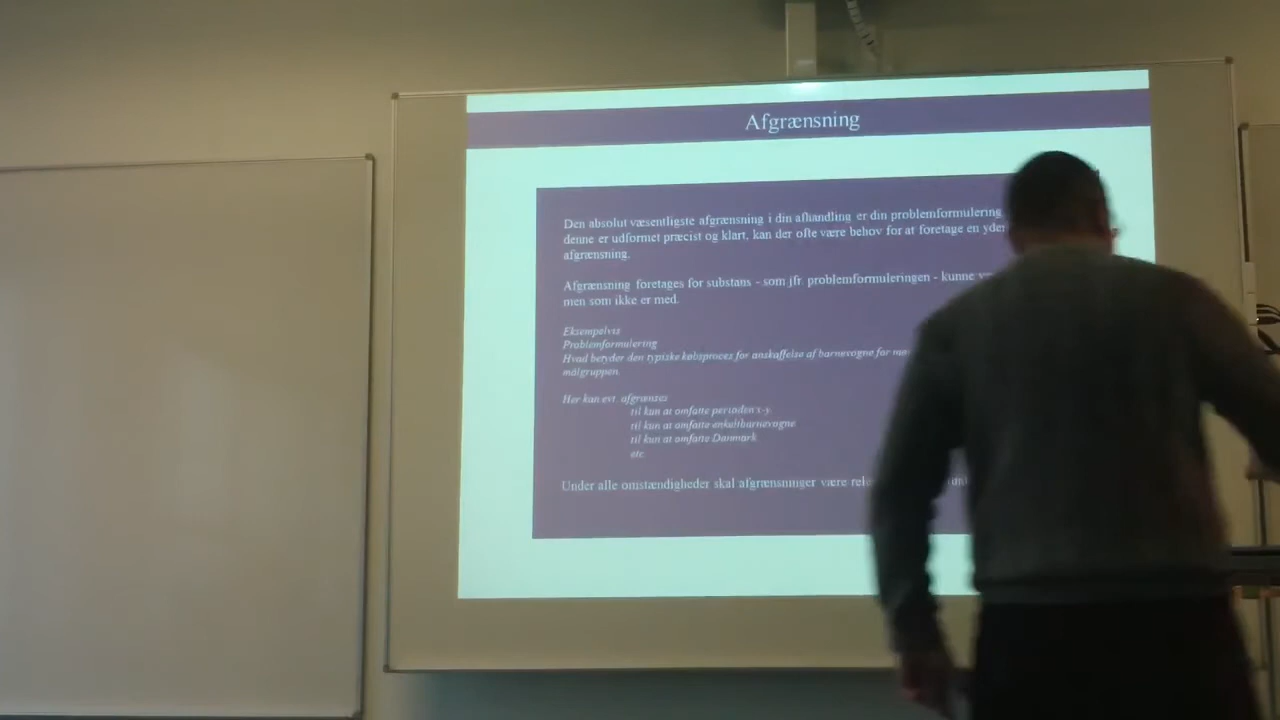 Afgrænsning
Den absolut væsentligste afgrænsning i din afhandling er din problemformulering
denne er udformet præcist og klart, kan der ofte være behov for at foretage en
afgrænsning.
Afgrænsning foretages for substans - som jfr. problemformuleringen - kunne
men som ikke er med.
Eksempelvis
Problemformulering
Hvad betyder den typiske købsproces for anskaffelse af barnevogne for
målgruppen.
Her kan evt. afgrænses
til kun at omfatte perioden 1-3.
til kun at omfatte enkeltbarnevogne
til kun at omfatte Danmark
etc
Under alle omstændigheder skal afgrænsninger være